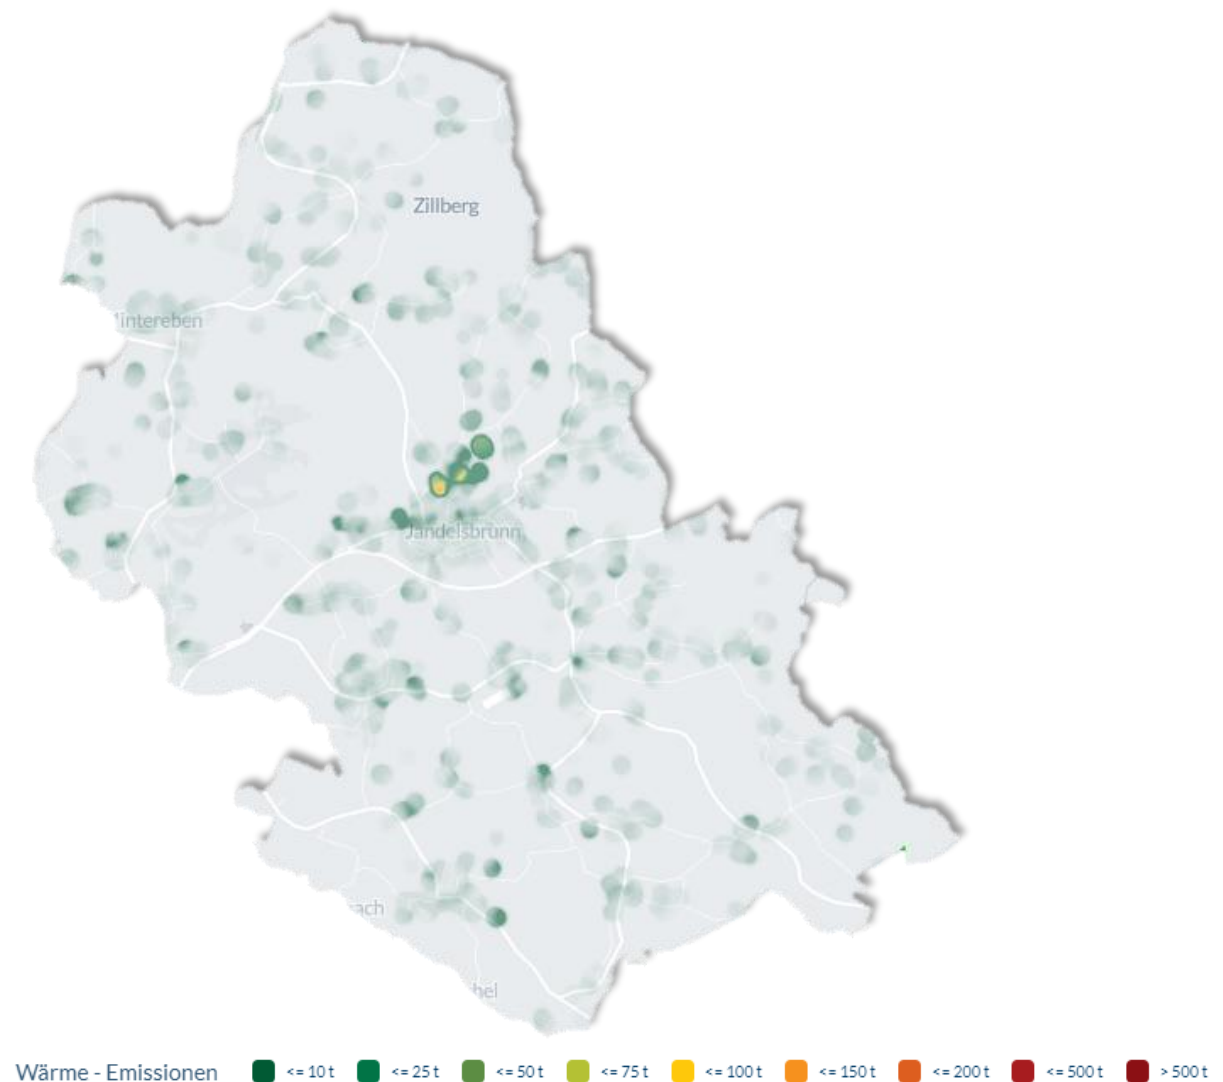 Zillberg
intereben
Jandelsbrunn
ach
hel
Wärme - Emissionen <= 10 t <= 25 t <= 50 t <= 75 t <= 100 t <= 150 t <= 200 t <= 500 t > 500 t